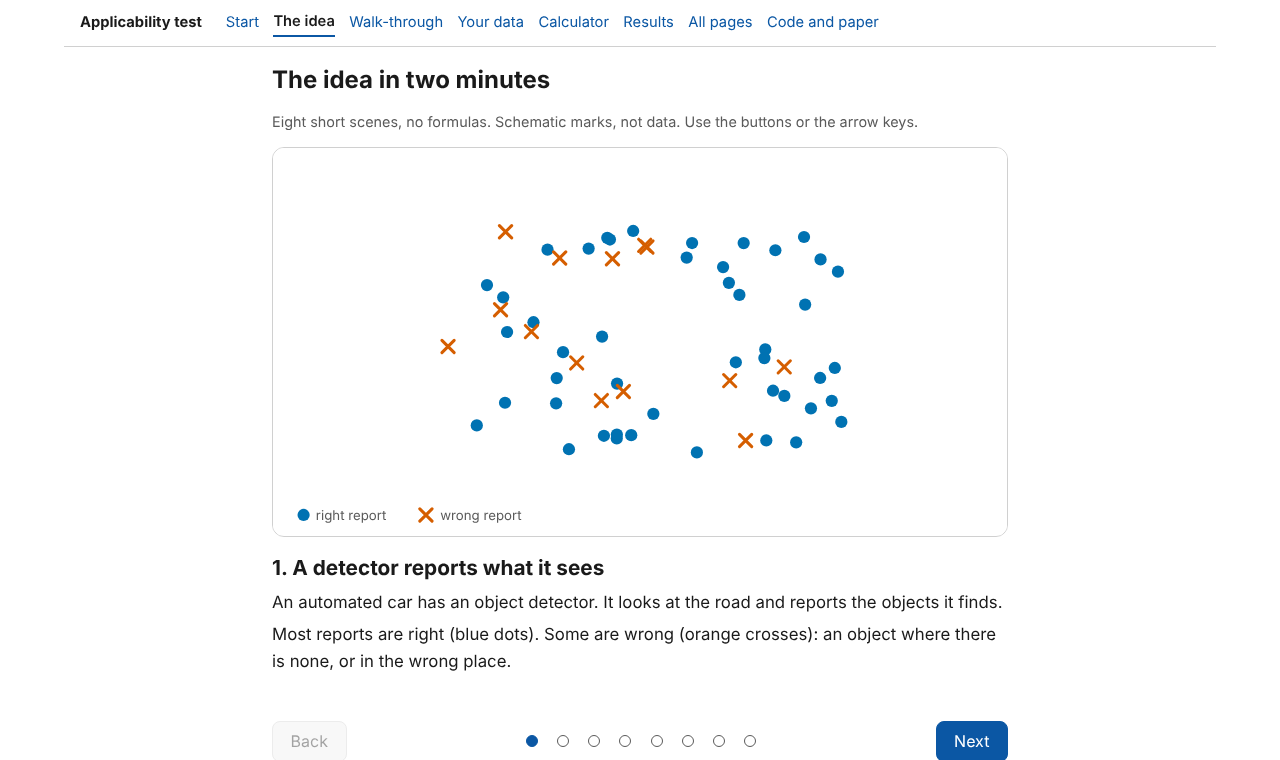 Applicability test Start The idea Walk-through Your data Calculator Results All pages Code and paper
The idea in two minutes
Eight short scenes, no formulas. Schematic marks, not data. Use the buttons or the arrow keys.
right report wrong report
1. A detector reports what it sees
An automated car has an object detector. It looks at the road and reports the objects it finds.
Most reports are right (blue dots). Some are wrong (orange crosses): an object where there
is none, or in the wrong place.
Back Next